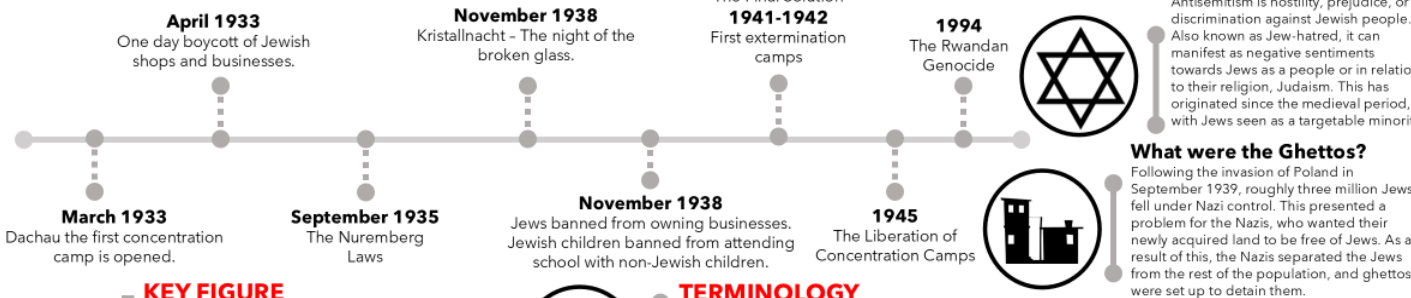 April 1933
One day boycott of Jewish
shops and businesses.
November 1938
Kristallnacht – The night of the
broken glass.
1941-1942
First extermination
camps
1994
The Rwandan
Genocide
March 1933
Dachau the first concentration
camp is opened.
September 1935
The Nuremberg
Laws
November 1938
Jews banned from owning businesses.
Jewish children banned from attending
school with non-Jewish children.
1945
The Liberation of
Concentration Camps
Antisemitism is hostility, prejudice, or
discrimination against Jewish people.
Also known as Jew-hatred, it can
manifest as negative sentiments
towards Jews as a people or in relatio
to their religion, Judaism. This has
originated since the medieval period,
with Jews seen as a targetable minorit
What were the Ghettos?
Following the invasion of Poland in
September 1939, roughly three million Jews
fell under Nazi control. This presented a
problem for the Nazis, who wanted their
newly acquired land to be free of Jews. As a
result of this, the Nazis separated the Jews
from the rest of the population, and ghettos
were set up to detain them.
KEY FIGURE
TERMINOLOGY